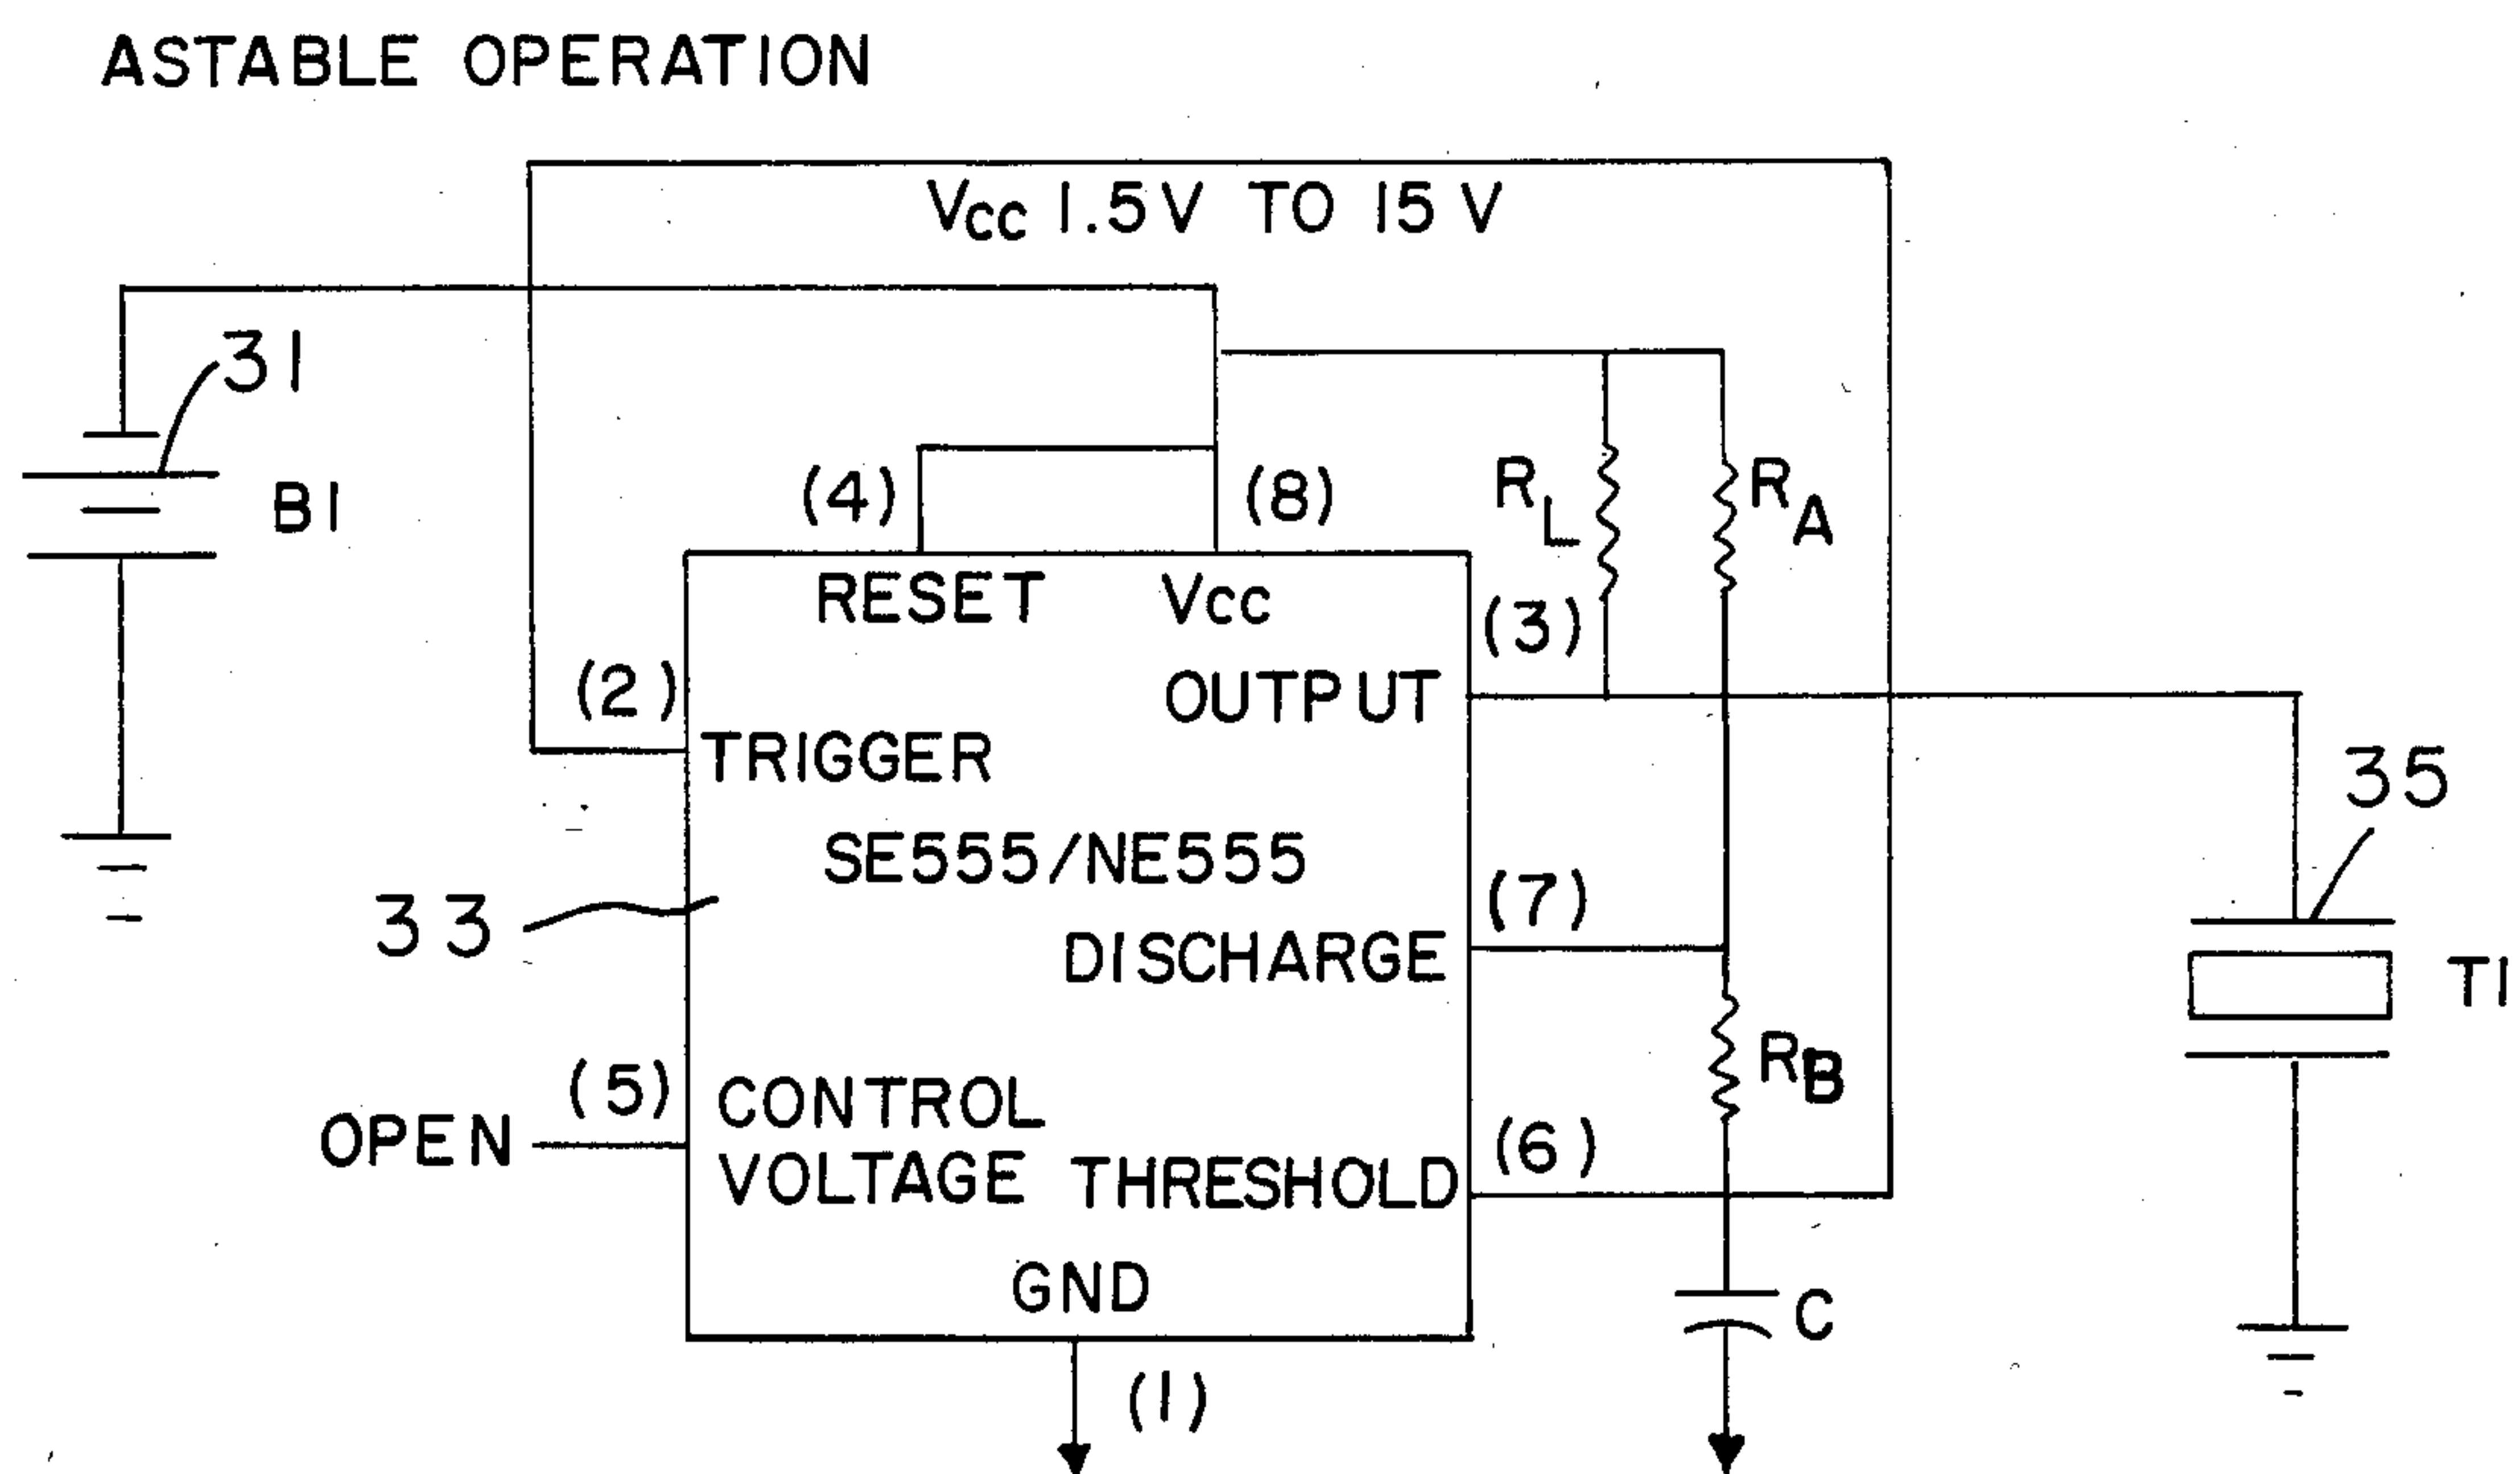 ASTABLE OPERATION
Vcc 1.5V TO 15 V
31
B1
(4)
(8)
RL
RA
RESET
Vcc
(3)
(2)
OUTPUT
TRIGGER
35
SE555/NE555
33
(7)
DISCHARGE
T1
RB
(5)
CONTROL
VOLTAGE
OPEN
(6)
THRESHOLD
GND
C
(1)